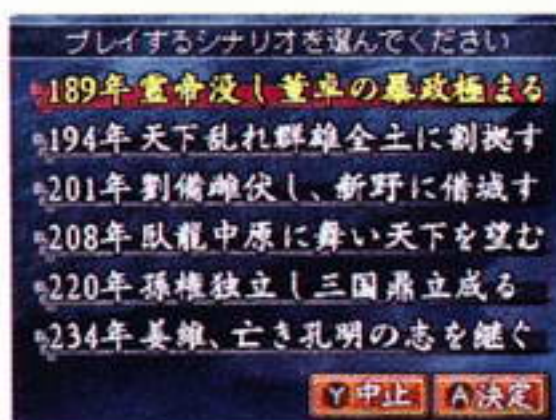 プレイするシナリオを選んでください
189年 霊帝没し董卓の暴政極まる
194年 天下乱れ群雄全土に割拠す
201年 劉備雌伏し、新野に借城す
208年 臥龍中原に舞い天下を望む
220年 孫権独立し三国鼎立成る
234年 姜維、亡き孔明の志を継ぐ
Y中止 A決定